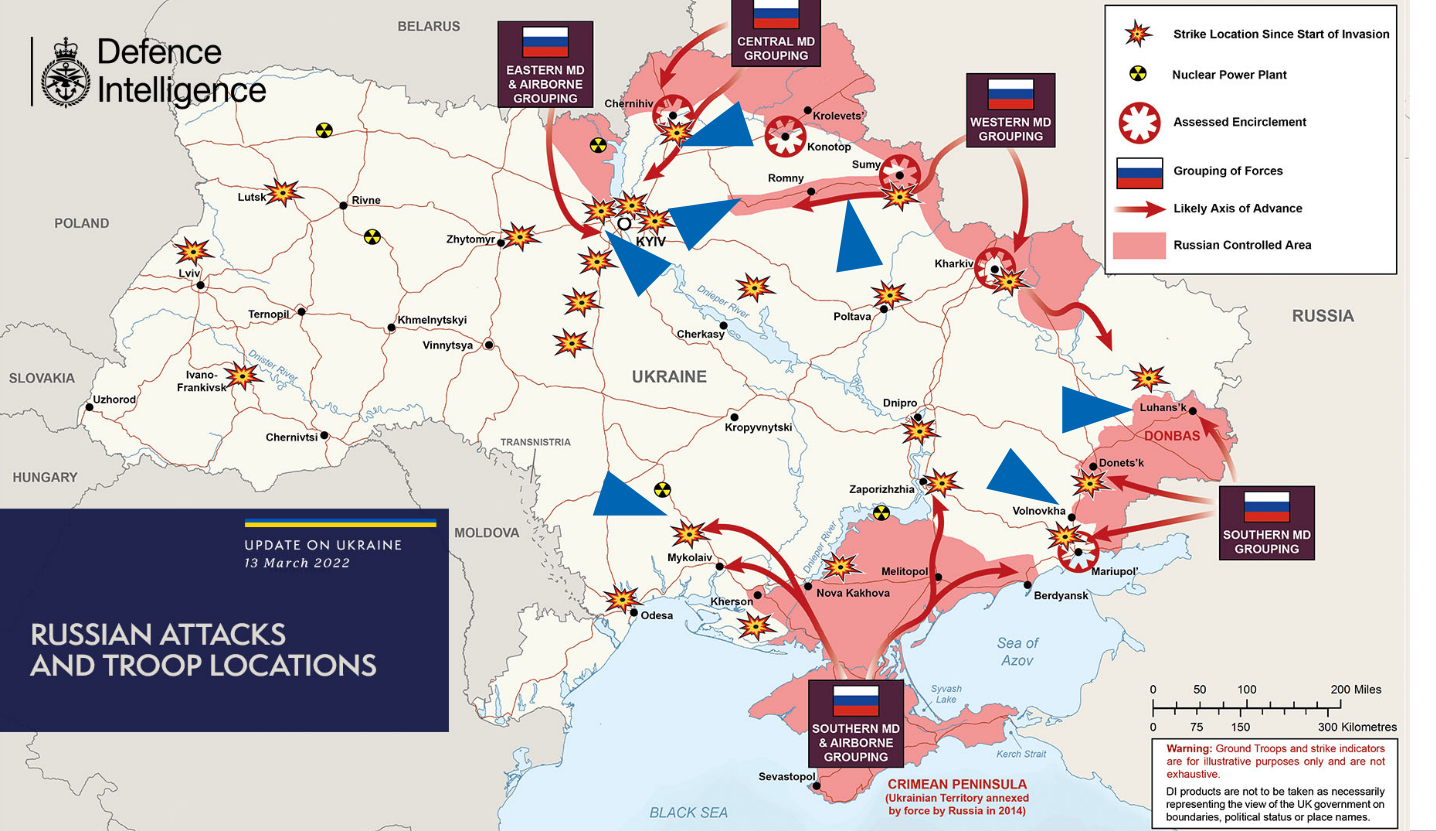 Defence
Intelligence
BELARUS
EASTERN MD
& AIRBORNE
GROUPING
CENTRAL MD
GROUPING
WESTERN MD
GROUPING
Strike Location Since Start of Invasion
Nuclear Power Plant
Assessed Encirclement
Grouping of Forces
Likely Axis of Advance
Russian Controlled Area
Chernihiv
Krolevets'
Konotop
Sumy
Romny
Lutsk
Rivne
POLAND
Zhytomyr
KYIV
Kharkiv
Lviv
Ternopil
Khmelnytskyi
Vinnytsya
Dnieper River
Cherkasy
Poltava
RUSSIA
Dnister River
Ivano-
Frankivsk
UKRAINE
SLOVAKIA
Uzhorod
Chernivtsi
TRANSNISTRIA
Kropyvnytski
Dnipro
Luhans'k
DONBAS
Donets'k
HUNGARY
Zaporizhzhia
Volnovkha
MOLDOVA
Dnieper River
SOUTHERN MD
GROUPING
Mykolaiv
Melitopol
Mariupol'
Kherson
Nova Kakhova
Berdyansk
Odesa
Sea of
Azov
UPDATE ON UKRAINE
13 March 2022
RUSSIAN ATTACKS
AND TROOP LOCATIONS
Syvash
Lake
SOUTHERN MD
& AIRBORNE
GROUPING
Kerch Strait
Sevastopol
CRIMEAN PENINSULA
(Ukrainian Territory annexed
by force by Russia in 2014)
BLACK SEA
0 50 100 200 Miles
0 75 150 300 Kilometres
Warning: Ground Troops and strike indicators
are for illustrative purposes only and are not
exhaustive.
DI products are not to be taken as necessarily
representing the view of the UK government on
boundaries, political status or place names.